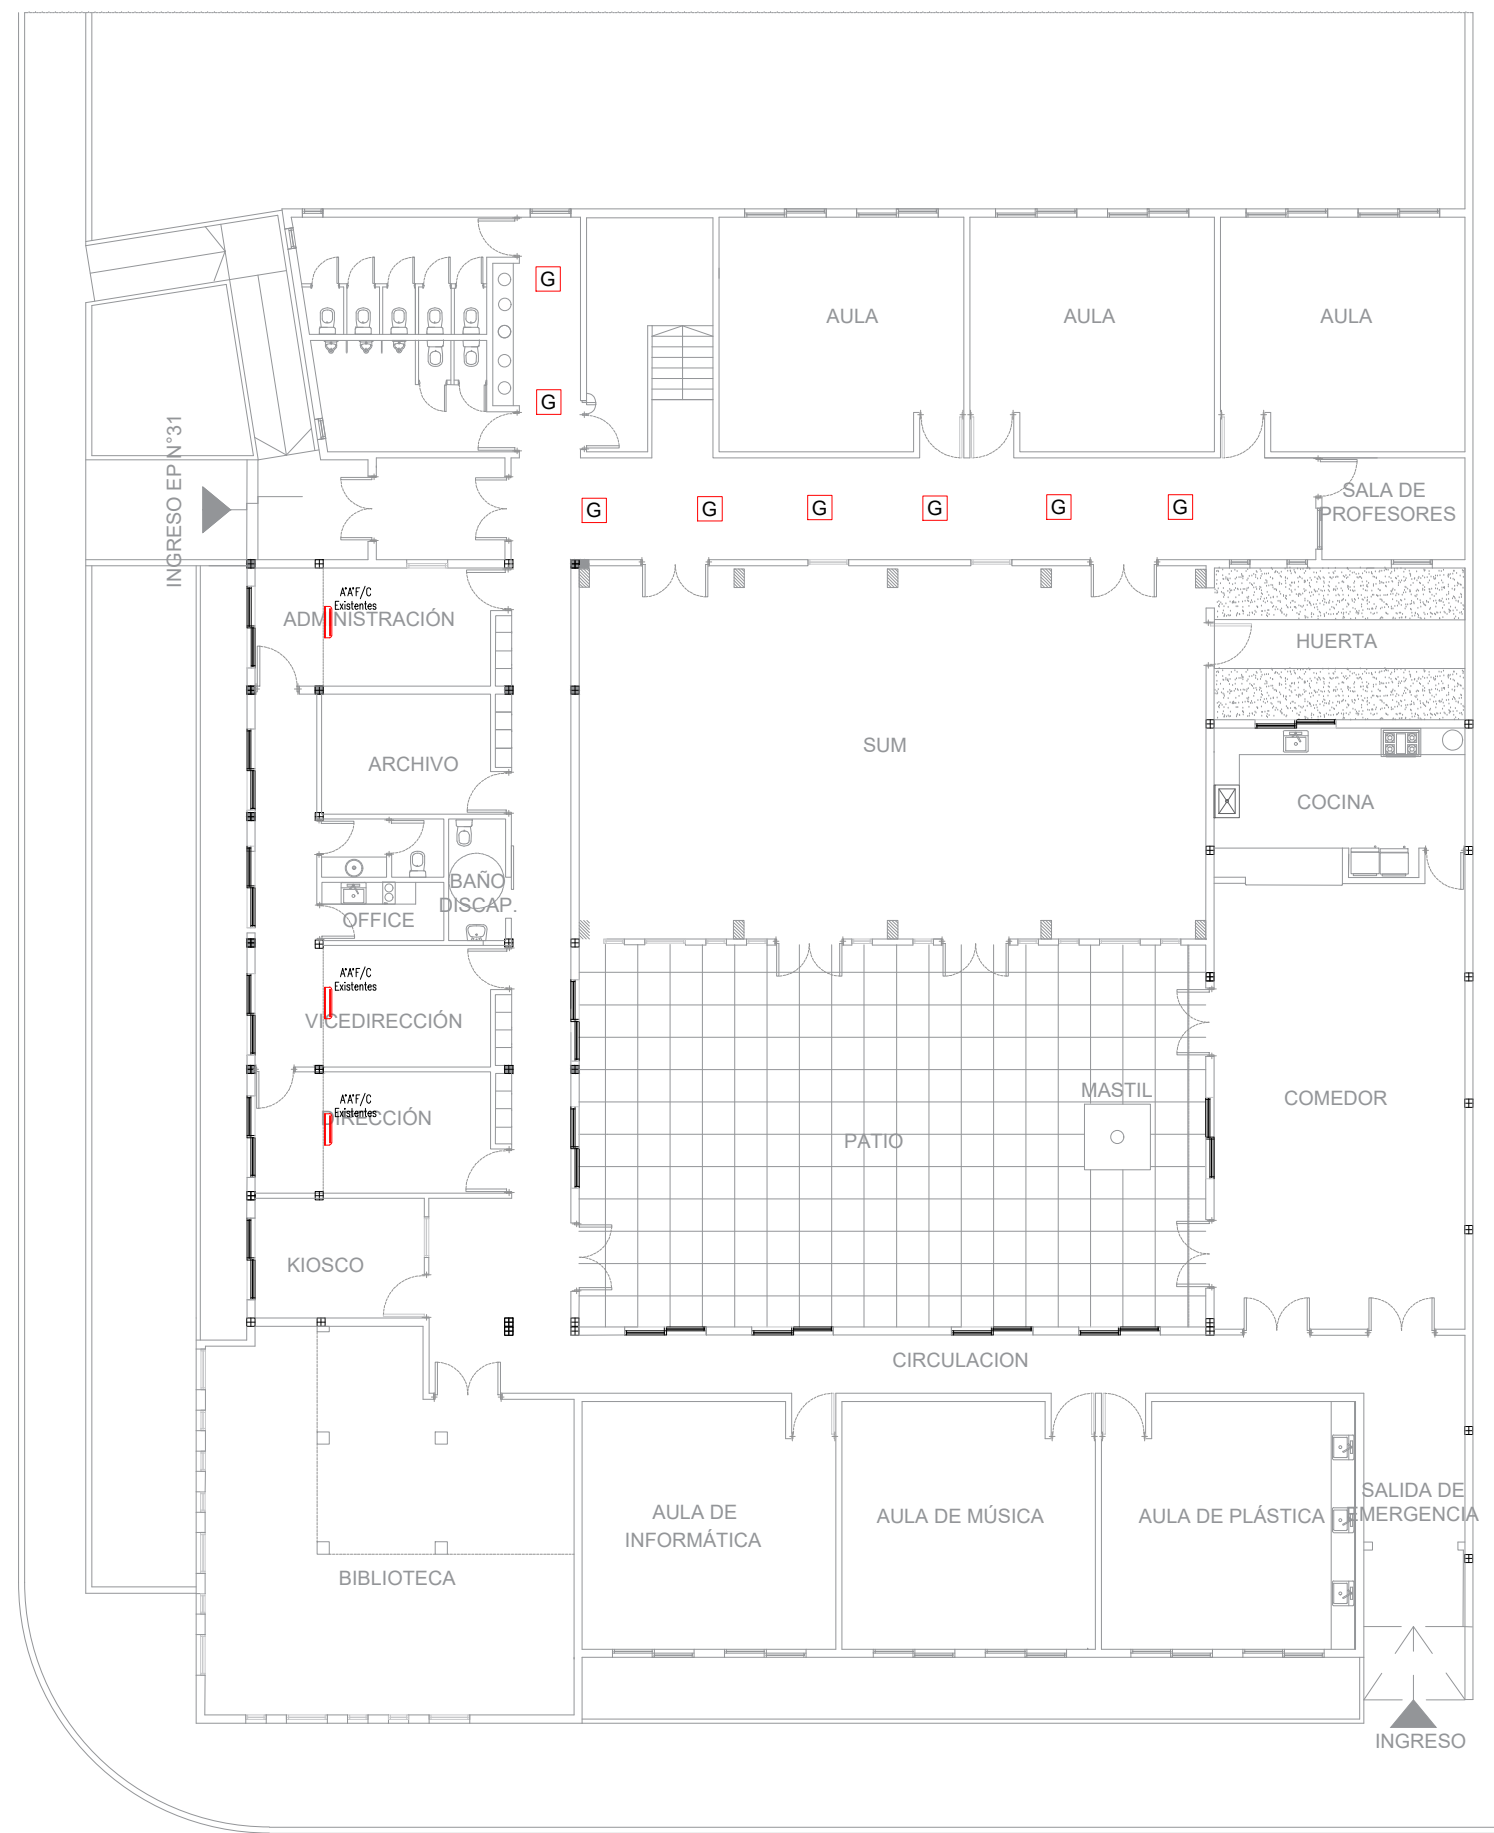 G
AULA
AULA
AULA
G
INGRESO EP N°31
G
G
G
G
G
G
SALA DE
PROFESORES
A°A°F/C
Existentes
ADMINISTRACIÓN
HUERTA
SUM
ARCHIVO
COCINA
BAÑO
DISCAP.
OFFICE
A°A°F/C
Existentes
VICEDIRECCIÓN
MASTIL
COMEDOR
A°A°F/C
Existentes
DIRECCIÓN
PATIO
KIOSCO
CIRCULACION
AULA DE
INFORMÁTICA
AULA DE MÚSICA
AULA DE PLÁSTICA
SALIDA DE
EMERGENCIA
BIBLIOTECA
INGRESO